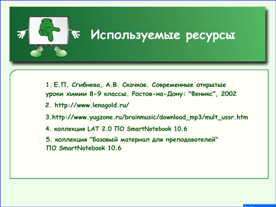 Используемые ресурсы
1. Е.П. Сгибнева, А.В. Скачков. Современные открытые
уроки химии 8-9 классы. Ростов-на-Дону: "Феникс", 2002
2. http://www.lenagold.ru/
3.http://www.yugzone.ru/brainmusic/download_mp3/mult_ussr.htm
4. коллекция LAT 2.0 ПО SmartNotebook 10.6
5. коллекция "Базовый материал для преподавателей"
ПО SmartNotebook 10.6